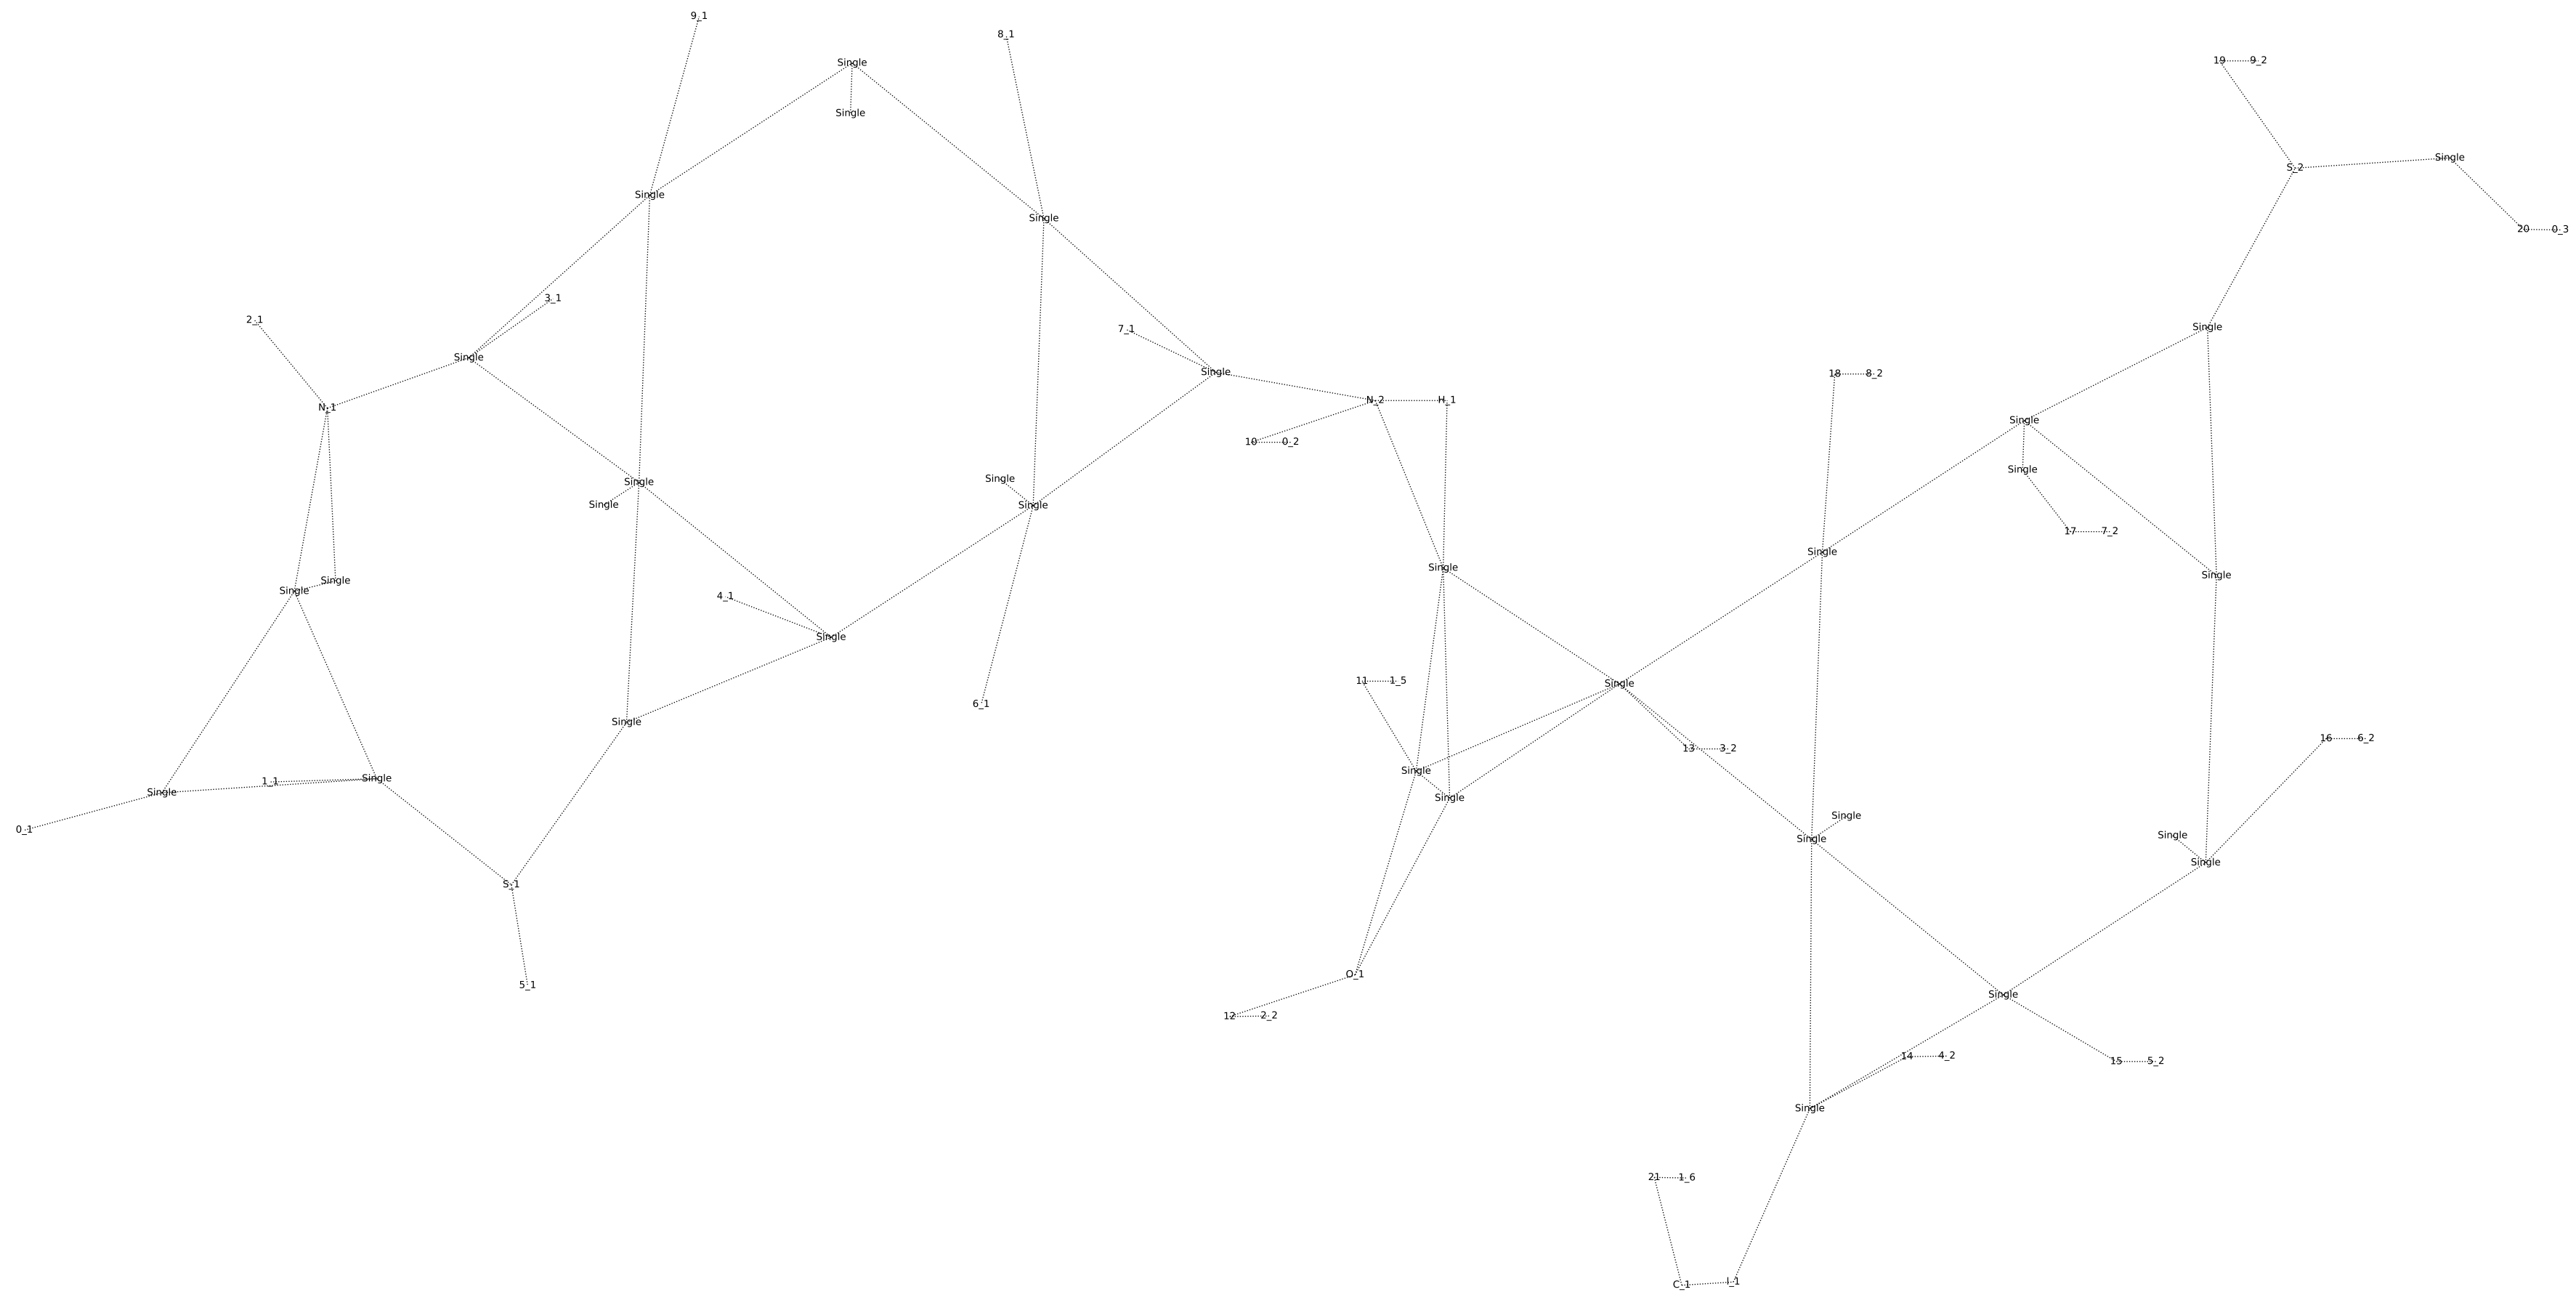 9_1
8_1
Single
19 9_2
Single
Single
S_2
Single
Single
20 0_3
3_1
2_1
Single
7_1
Single
Single
18 8_2
N_1
N_2 H_1
Single
10 0_2
Single
Single
Single
Single
Single
17 7_2
Single
Single
Single
Single
Single
4_1
Single
11 1_5
Single
6_1
Single
16 6_2
13 3_2
Single
Single
1_1
Single
Single
Single
0_1
Single
Single
Single
S_1
O_1
5_1
Single
12 2_2
14 4_2
15 5_2
Single
21 1_6
C_1 I_1